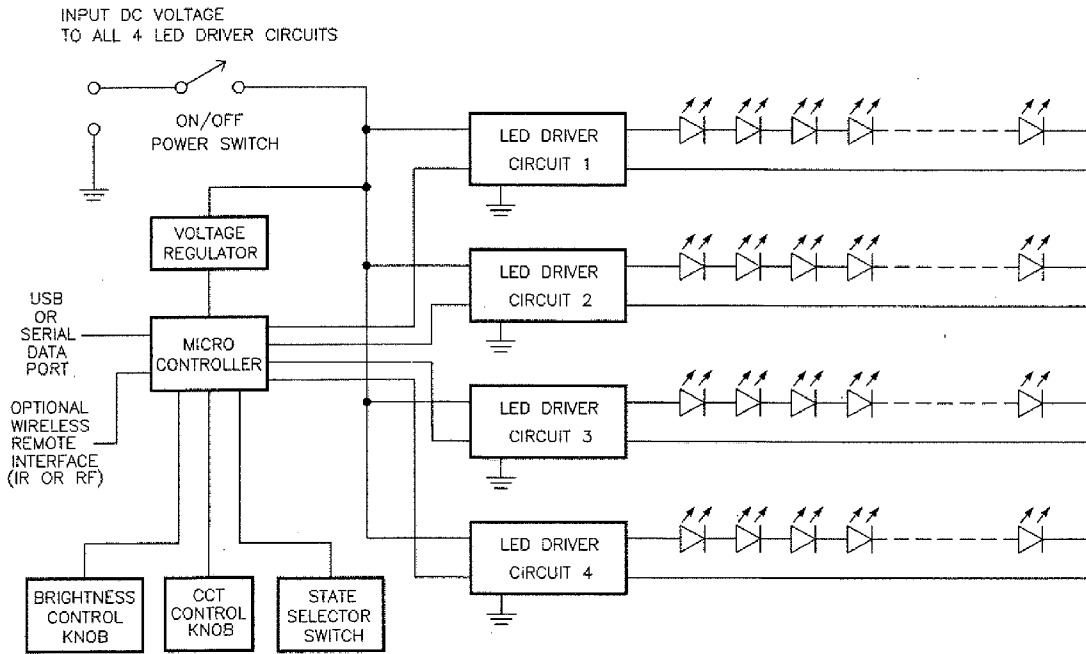 INPUT DC VOLTAGE
TO ALL 4 LED DRIVER CIRCUITS
ON/OFF
POWER SWITCH
LED DRIVER
CIRCUIT 1
VOLTAGE
REGULATOR
LED DRIVER
CIRCUIT 2
USB
OR
SERIAL
DATA
PORT
MICRO
CONTROLLER
OPTIONAL
WIRELESS
REMOTE
INTERFACE
(IR OR RF)
LED DRIVER
CIRCUIT 3
LED DRIVER
CIRCUIT 4
BRIGHTNESS
CONTROL
KNOB
CCT
CONTROL
KNOB
STATE
SELECTOR
SWITCH